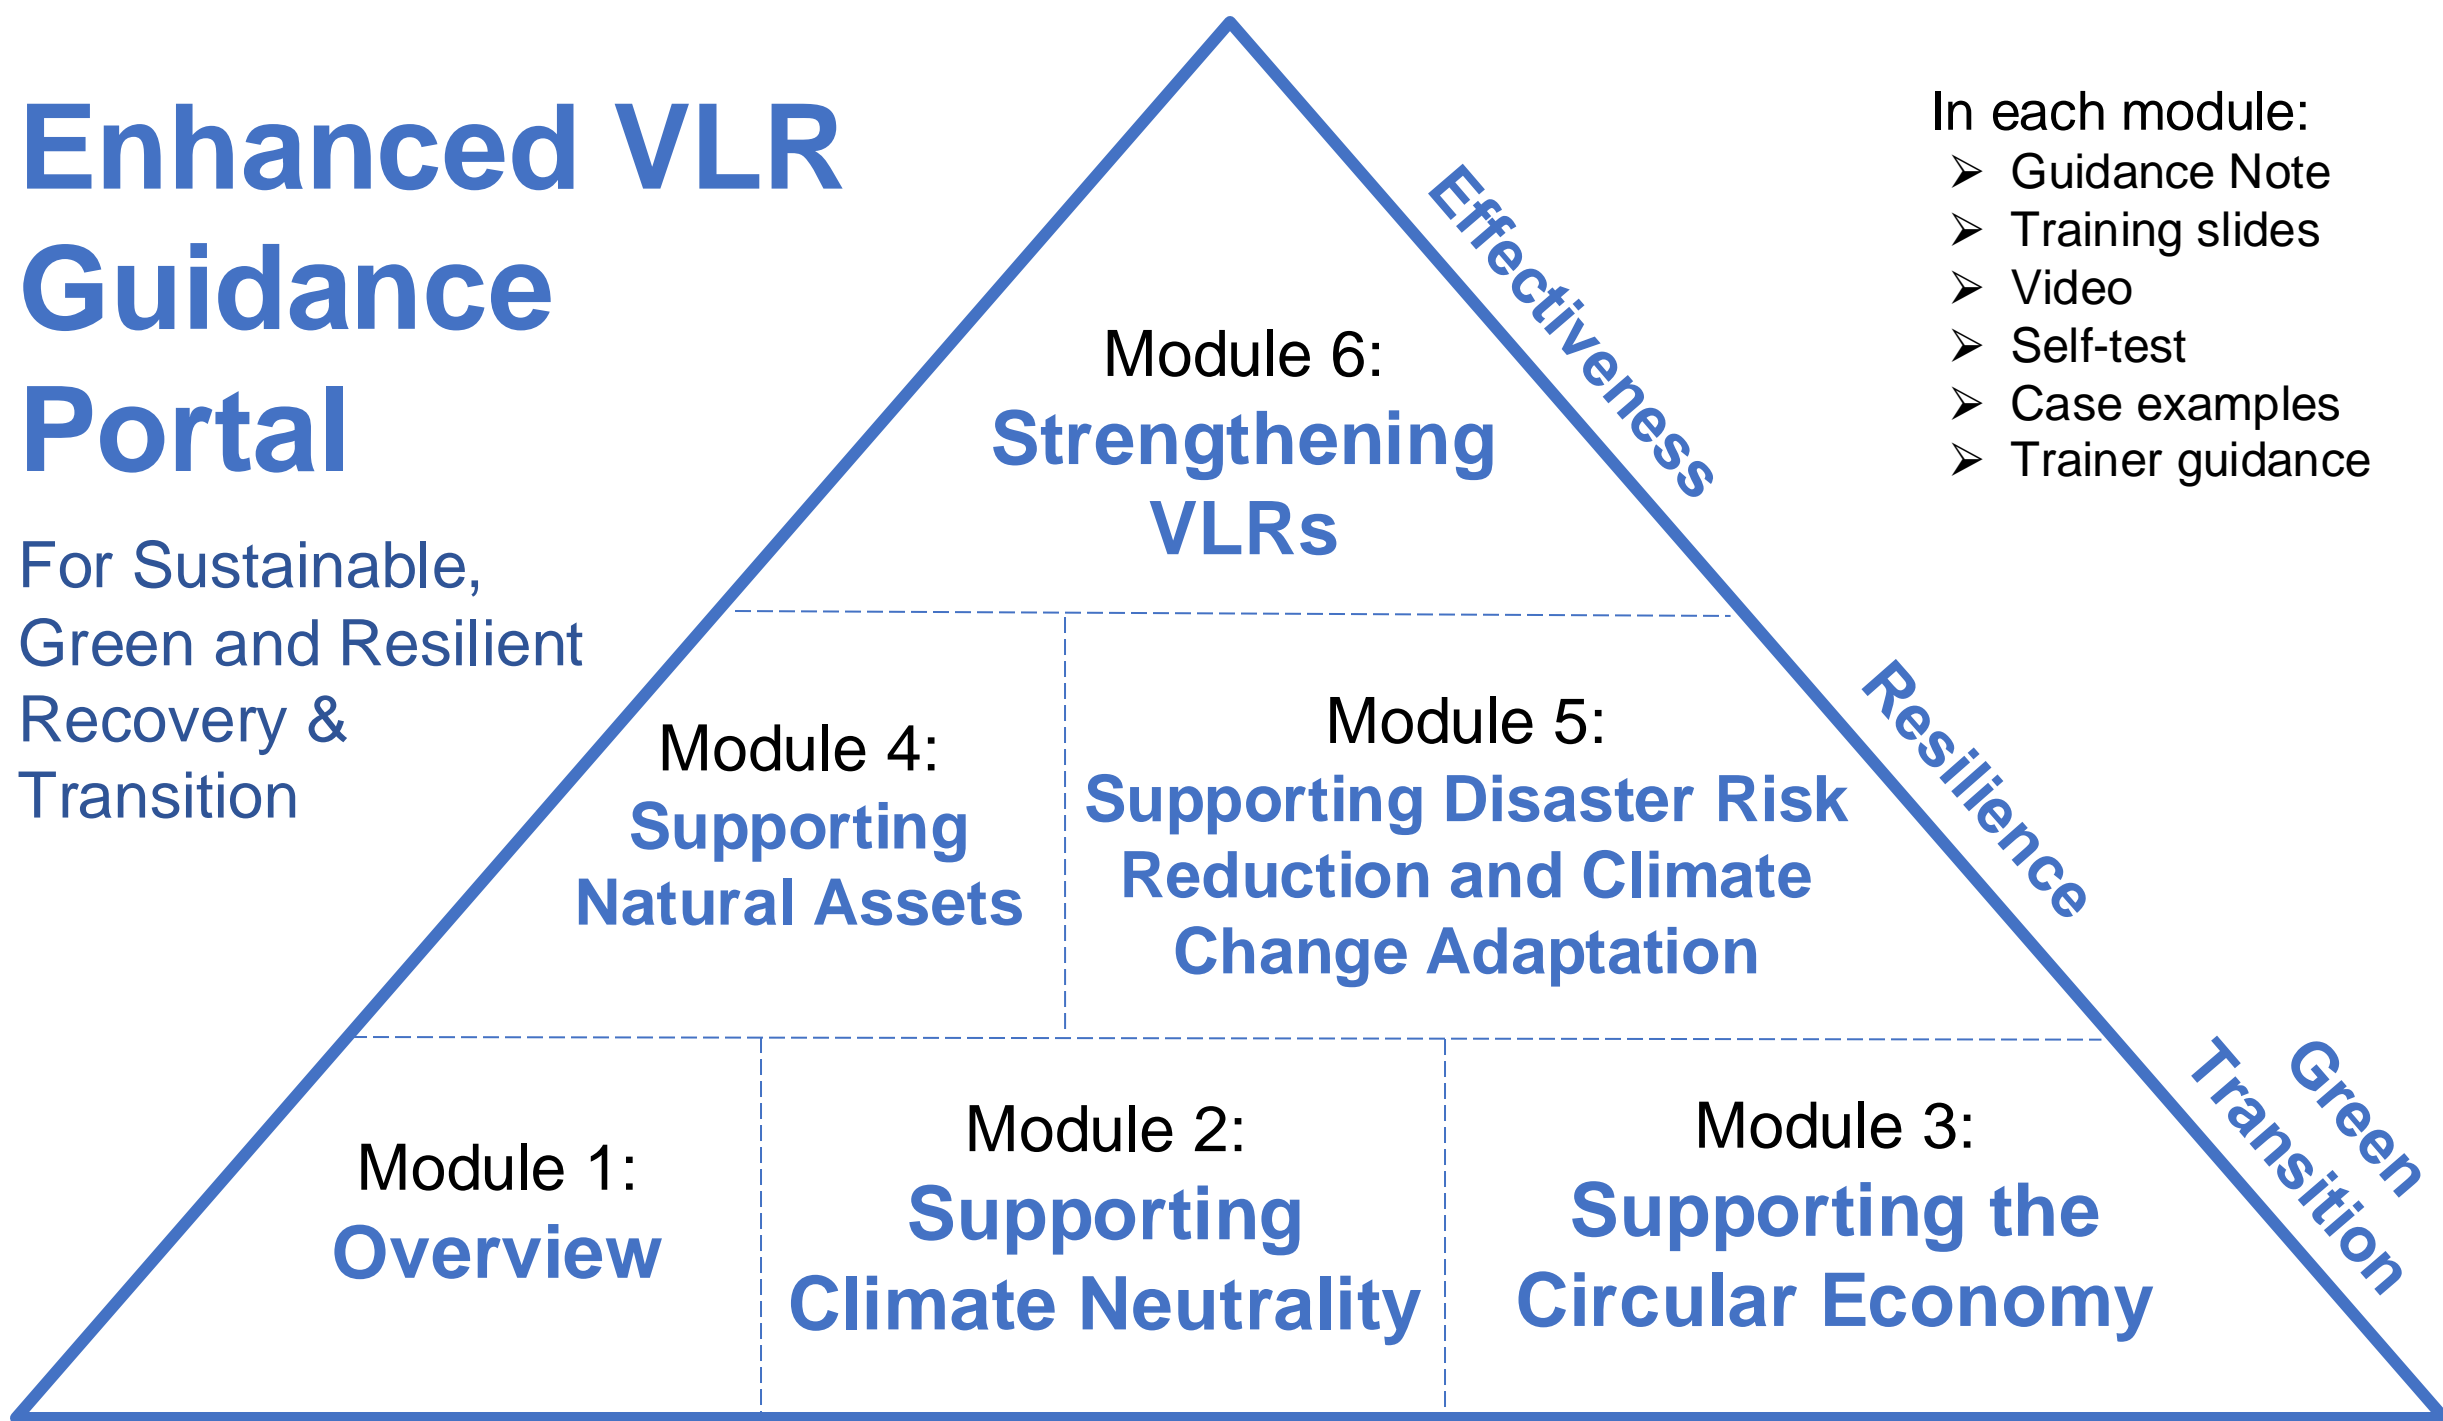 Enhanced VLR
Guidance
Portal
For Sustainable,
Green and Resilient
Recovery &
Transition
In each module:
➢ Guidance Note
➢ Training slides
➢ Video
➢ Self-test
➢ Case examples
➢ Trainer guidance
Effectiveness
Module 6:
Strengthening
VLRs
Resilience
Module 4:
Supporting
Natural Assets
Module 5:
Supporting Disaster Risk
Reduction and Climate
Change Adaptation
Green
Transition
Module 1:
Overview
Module 2:
Supporting
Climate Neutrality
Module 3:
Supporting the
Circular Economy